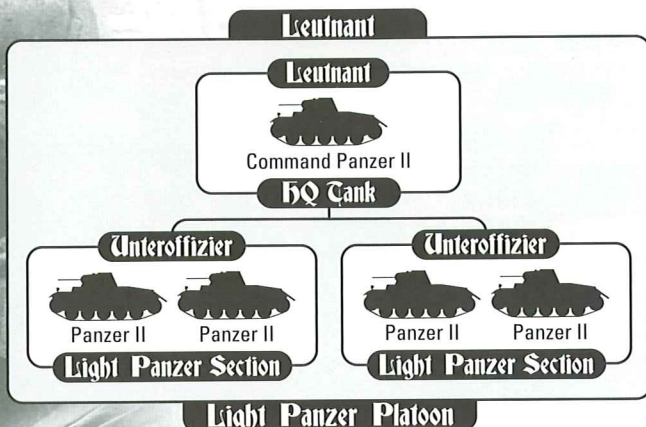 Leutnant
Leutnant
Command Panzer II
HQ Tank
Unteroffizier
Panzer II Panzer II
Light Panzer Section
Unteroffizier
Panzer II Panzer II
Light Panzer Section
Light Panzer Platoon